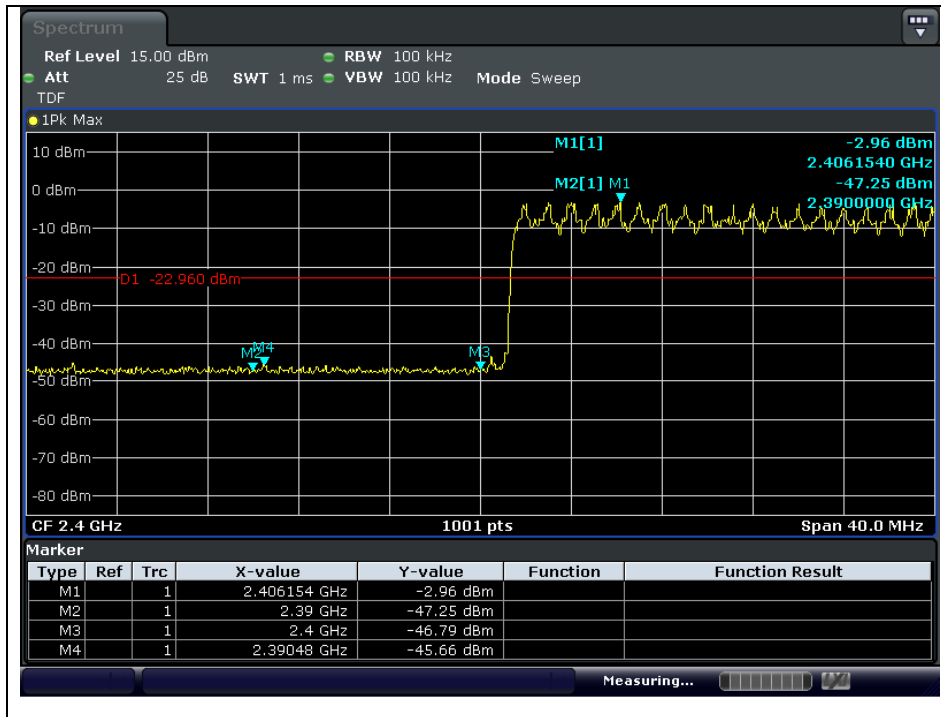 Spectrum
Ref Level 15.00 dBm RBW 100 kHz
Att 25 dB SWT 1 ms VBW 100 kHz Mode Sweep
TDF
1Pk Max
M1[1] -2.96 dBm
2.4061540 GHz
M2[1] -47.25 dBm
2.3900000 GHz
10 dBm
0 dBm
-10 dBm
-20 dBm
-30 dBm
-40 dBm
-50 dBm
-60 dBm
-70 dBm
-80 dBm
D1 -22.960 dBm
M1
M2
M4
M3
CF 2.4 GHz 1001 pts Span 40.0 MHz
Marker
Type Ref Trc X-value Y-value Function Function Result
M1 1 2.406154 GHz -2.96 dBm
M2 1 2.39 GHz -47.25 dBm
M3 1 2.4 GHz -46.79 dBm
M4 1 2.39048 GHz -45.66 dBm
Measuring...